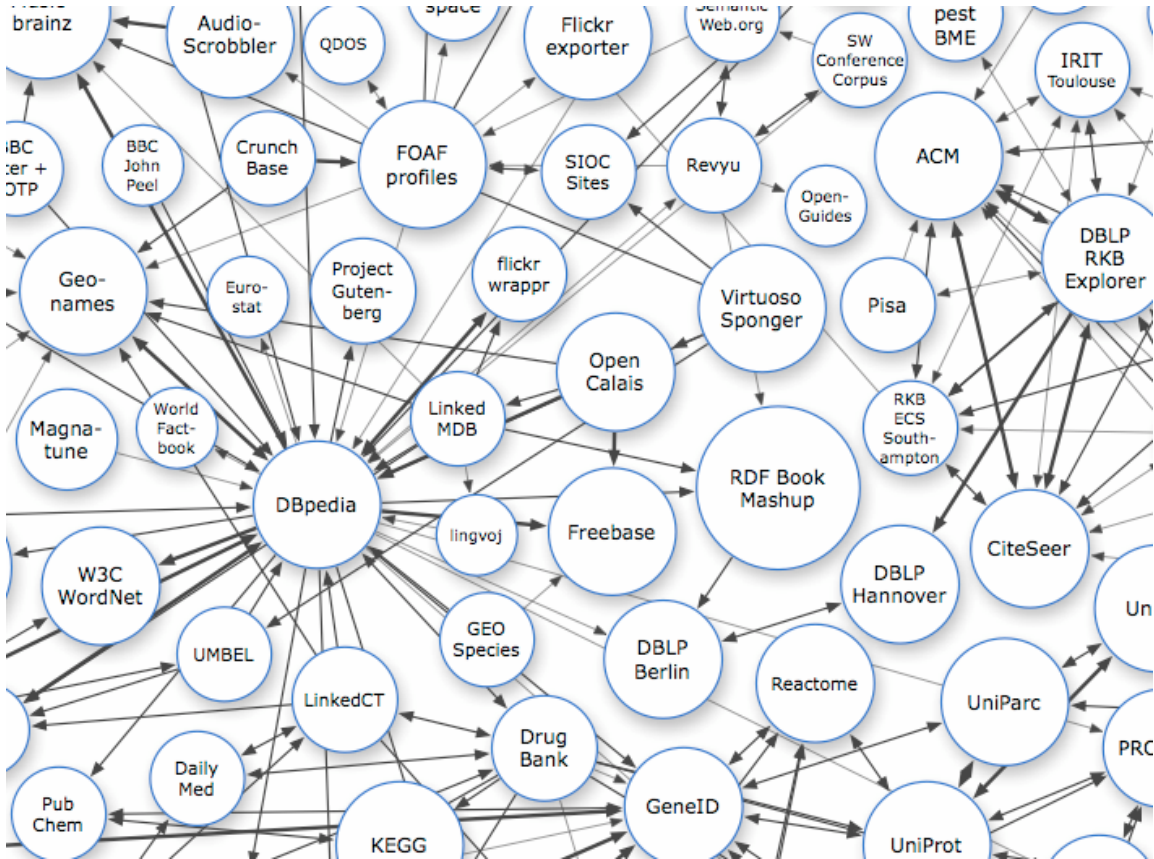 brainz
Audio-
Scrobbler
QDOS
space
Flickr
exporter
Semantic
Web.org
SW
Conference
Corpus
pest
BME
IRIT
Toulouse
BBC
John
Peel
Crunch
Base
FOAF
profiles
SIOC
Sites
Revyu
Open-
Guides
ACM
DBLP
RKB
Explorer
Geo-
names
Euro-
stat
Project
Guten-
berg
flickr
wrappr
Virtuoso
Sponger
Pisa
Open
Calais
Linked
MDB
Magna-
tune
World
Fact-
book
RKB
ECS
South-
ampton
DBpedia
RDF Book
Mashup
lingvoj
Freebase
CiteSeer
W3C
WordNet
DBLP
Hannover
UMBEL
GEO
Species
DBLP
Berlin
Reactome
LinkedCT
UniParc
Drug
Bank
Daily
Med
Pub
Chem
KEGG
GeneID
UniProt
Un
PRO
OTP